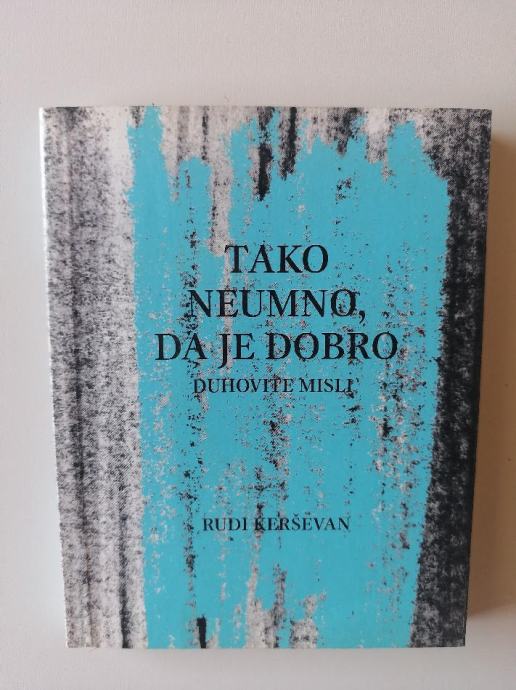 TAKO
NEUMNO,
DA JE DOBRO
DUHOVITE MISLI
RUDI KERŠEVAN